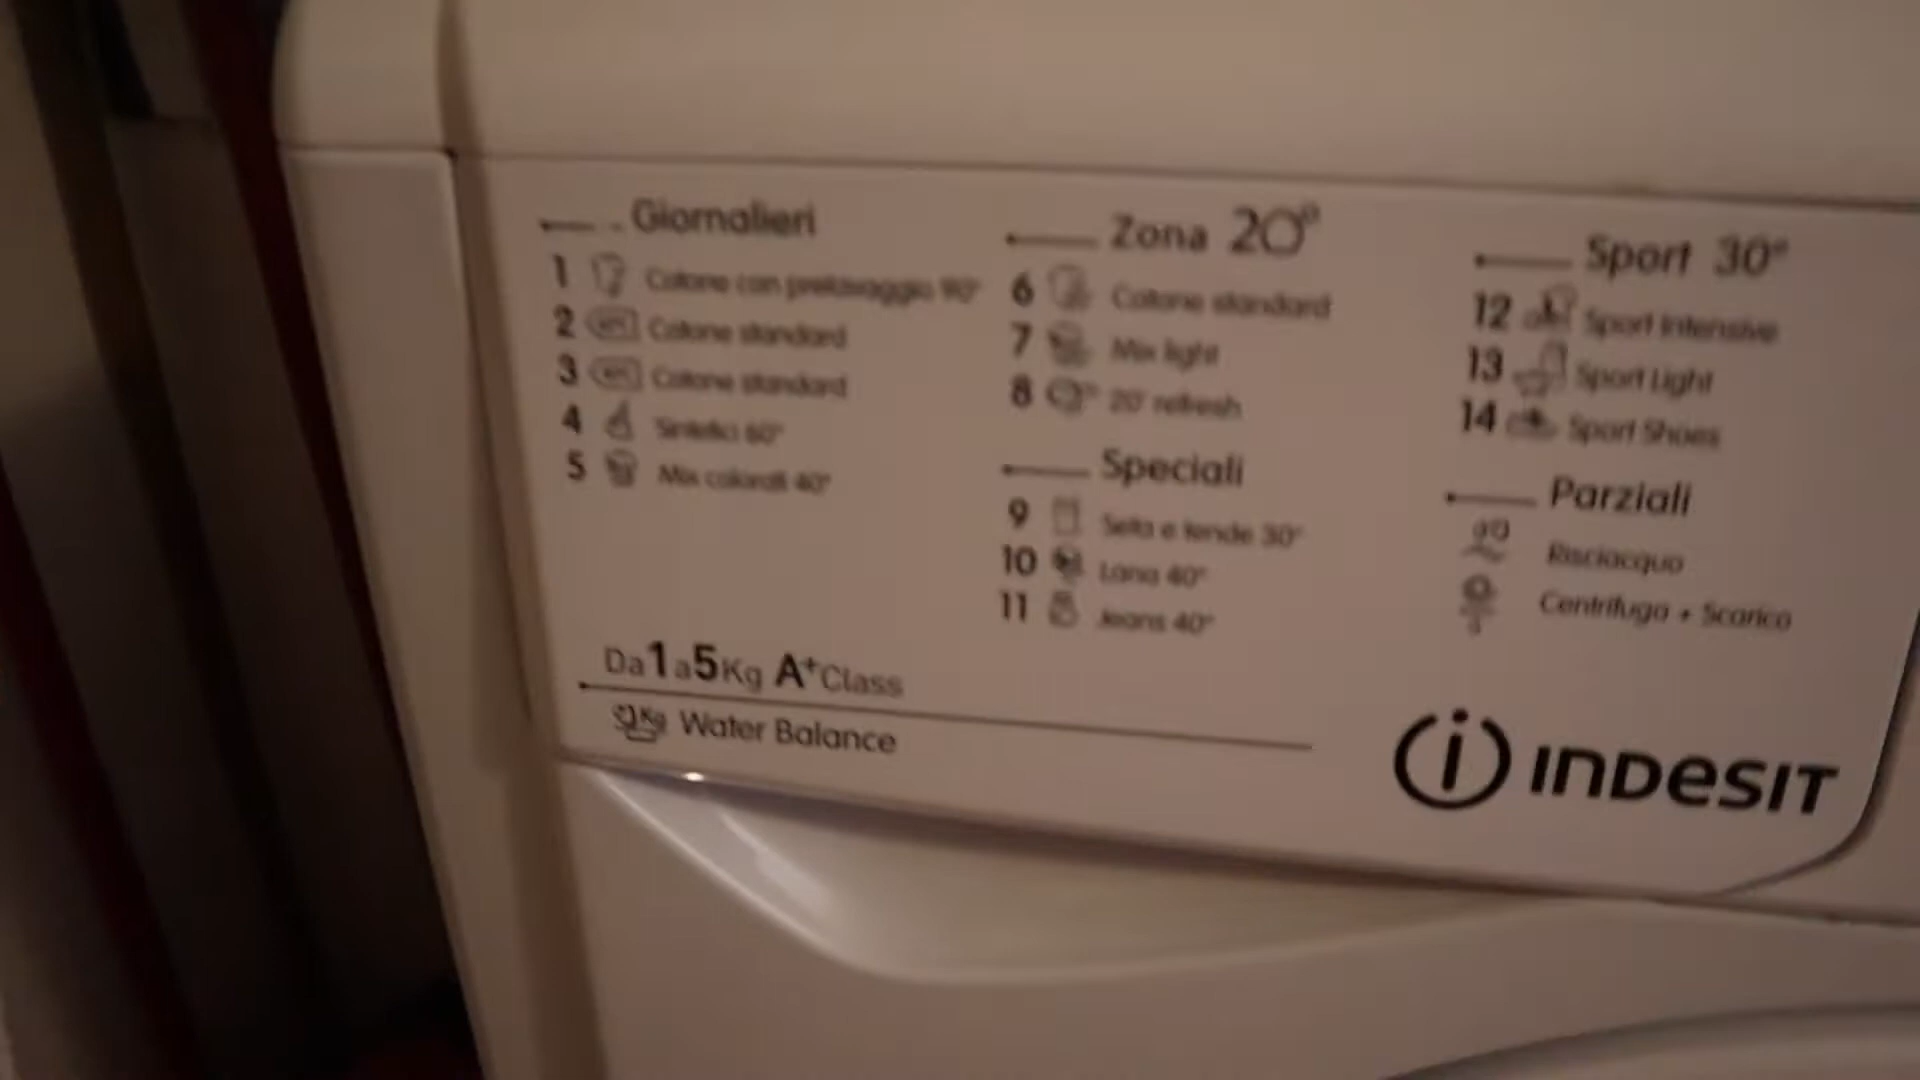 Giornalieri
1 Cotone con prelavaggio 90°
2 Cotone standard
3 Cotone standard
4 Sintetici 60°
5 Mix colorati 40°
Da 1 a 5 Kg A+ Class
Water Balance
Zona 20°
6 Cotone standard
7 Mix light
8 20' refresh
Speciali
9 Seta e tende 30°
10 Lana 40°
11 Jeans 40°
Sport 30°
12 Sport Intensive
13 Sport Light
14 Sport Shoes
Parziali
Risciacquo
Centrifuga + Scarico
INDESIT